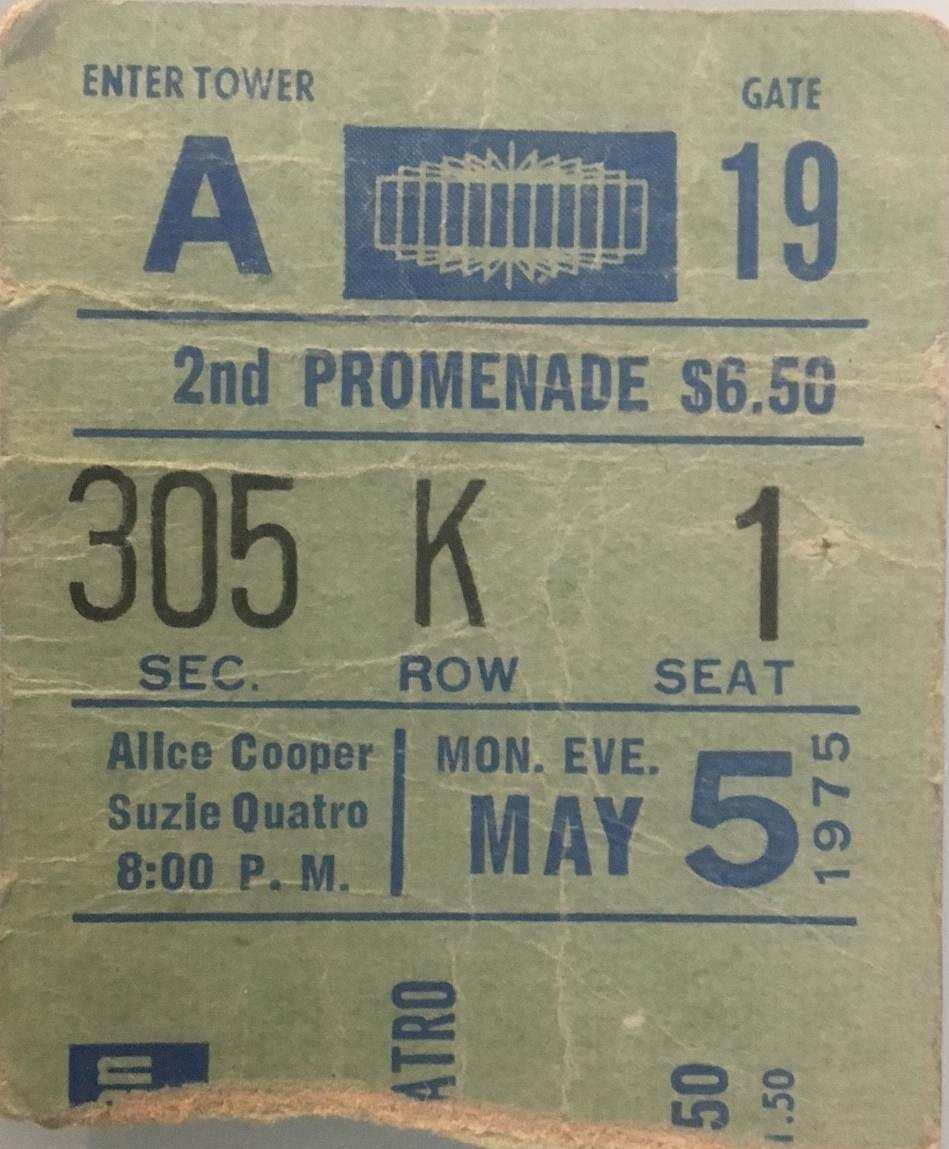 ENTER TOWER
GATE
A
19
2nd PROMENADE $6.50
305 K 1
SEC. ROW SEAT
Alice Cooper
Suzie Quatro
8:00 P. M.
MON. EVE.
MAY 5
1975
ATRO
50
1.50